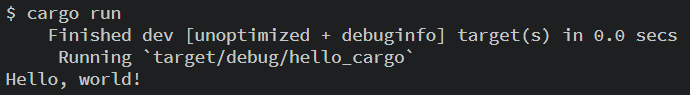 $ cargo run
    Finished dev [unoptimized + debuginfo] target(s) in 0.0 secs
     Running `target/debug/hello_cargo`
Hello, world!